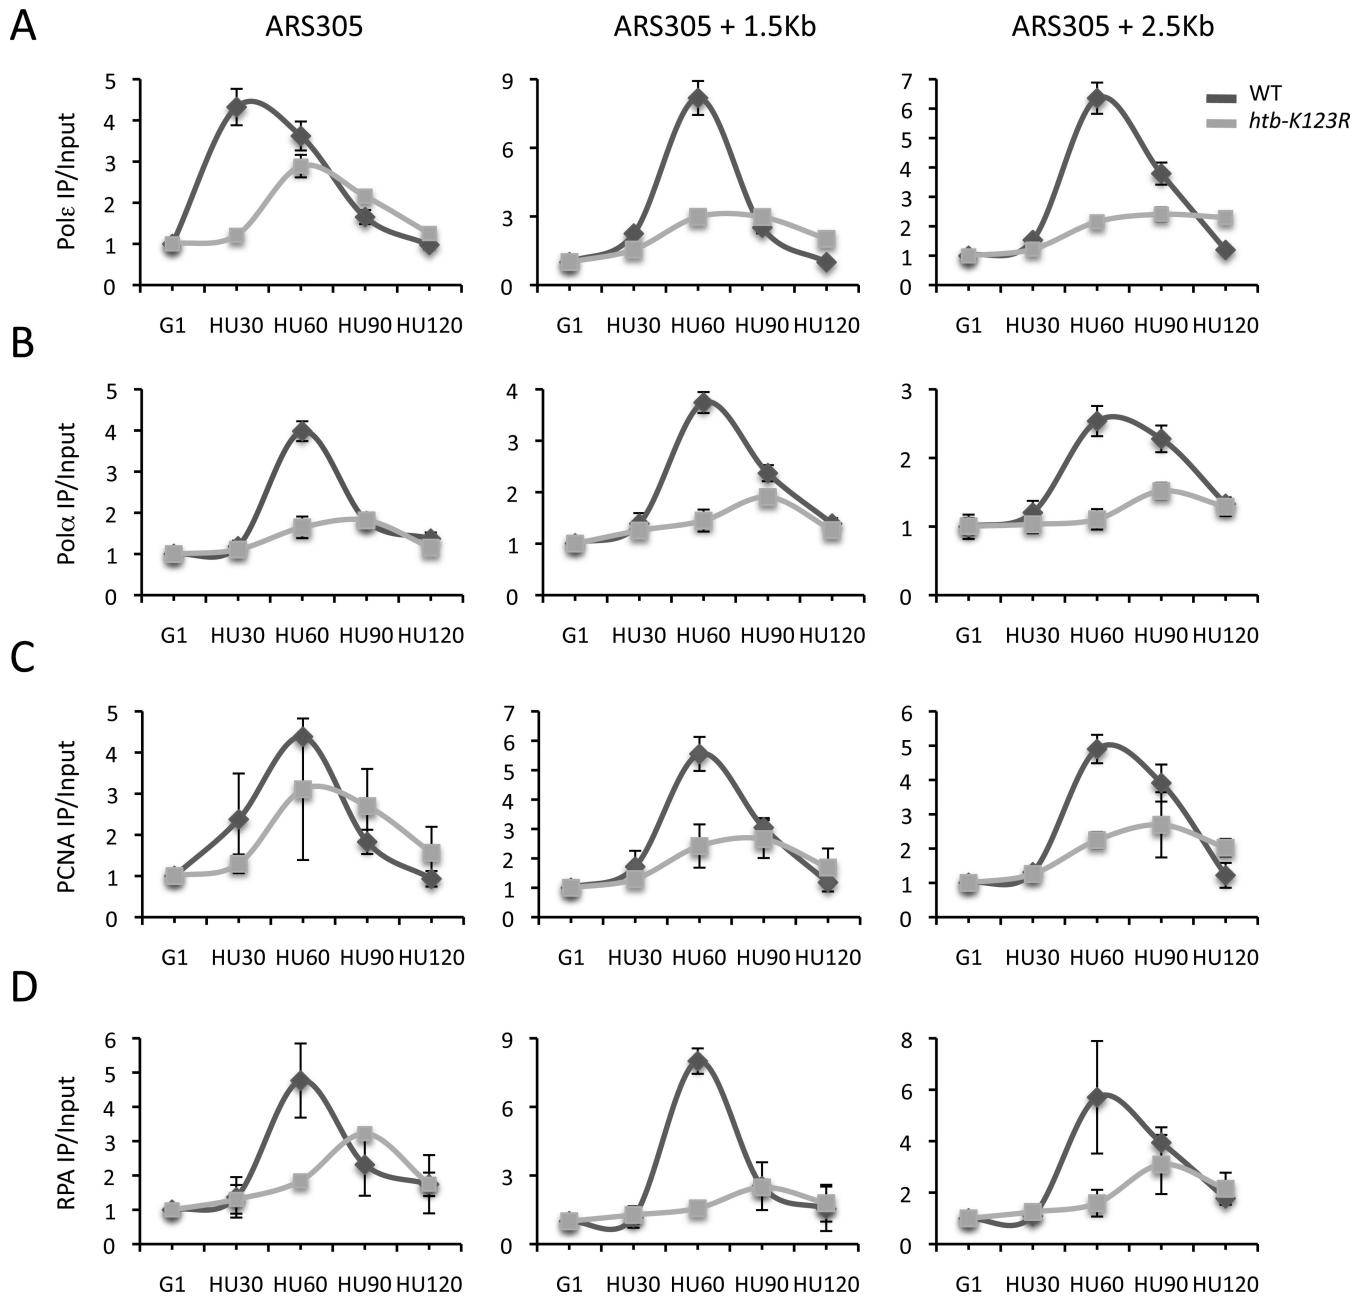 A
ARS305
ARS305 + 1.5Kb
ARS305 + 2.5Kb
WT
htb-K123R
Polε IP/Input
5
4
3
2
1
0
G1 HU30 HU60 HU90 HU120
9
6
3
0
G1 HU30 HU60 HU90 HU120
7
6
5
4
3
2
1
0
G1 HU30 HU60 HU90 HU120
B
Polα IP/Input
5
4
3
2
1
0
G1 HU30 HU60 HU90 HU120
4
3
2
1
0
G1 HU30 HU60 HU90 HU120
3
2
1
0
G1 HU30 HU60 HU90 HU120
C
PCNA IP/Input
5
4
3
2
1
0
G1 HU30 HU60 HU90 HU120
7
6
5
4
3
2
1
0
G1 HU30 HU60 HU90 HU120
6
5
4
3
2
1
0
G1 HU30 HU60 HU90 HU120
D
RPA IP/Input
6
5
4
3
2
1
0
G1 HU30 HU60 HU90 HU120
9
6
3
0
G1 HU30 HU60 HU90 HU120
8
6
4
2
0
G1 HU30 HU60 HU90 HU120